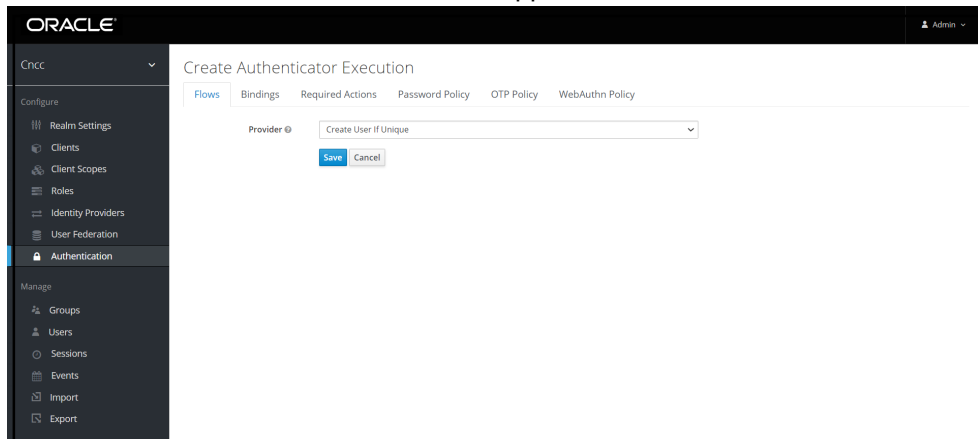 ORACLE
Admin
Cncc
Create Authenticator Execution
Flows Bindings Required Actions Password Policy OTP Policy WebAuthn Policy
Configure
Provider Create User If Unique
Realm Settings
Clients
Save Cancel
Client Scopes
Roles
Identity Providers
User Federation
Authentication
Manage
Groups
Users
Sessions
Events
Import
Export